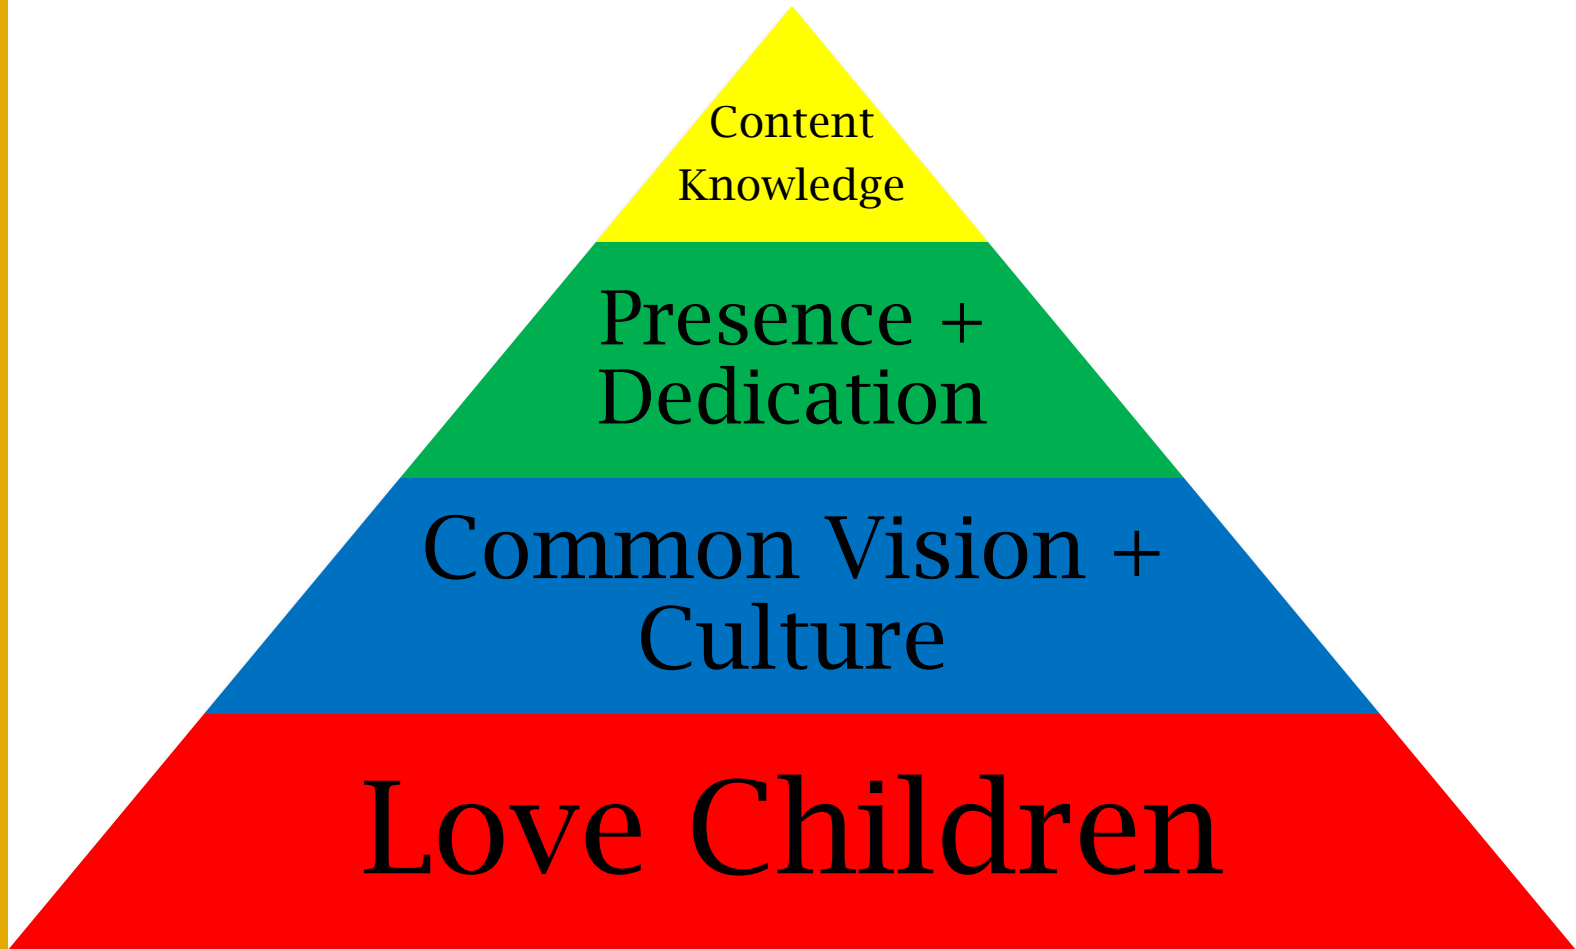 Content
Knowledge
Presence +
Dedication
Common Vision +
Culture
Love Children